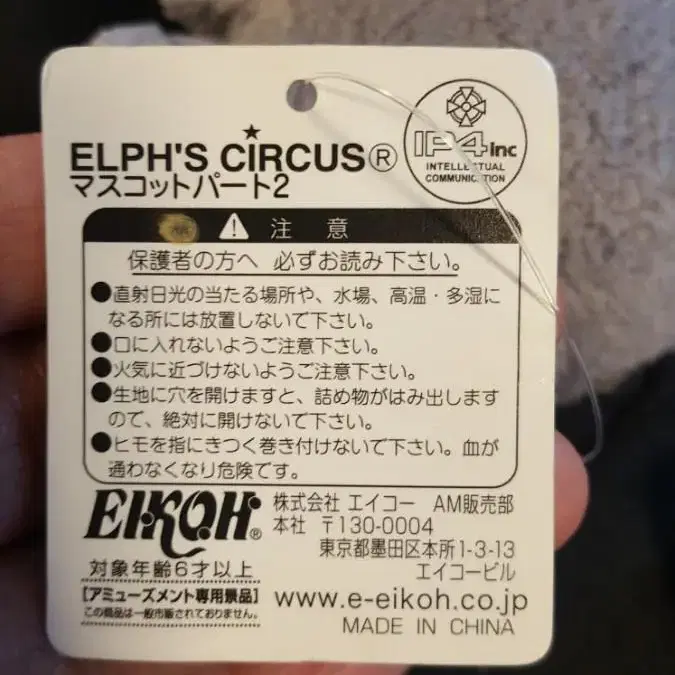 ELPH'S CIRCUS®
マスコットパート2
IP4 inc
INTELLECTUAL
COMMUNICATION
注 意
保護者の方へ 必ずお読み下さい。
●直射日光の当たる場所や、水場、高温・多湿に
なる所には放置しないで下さい。
●口に入れないようご注意下さい。
●火気に近づけないようご注意下さい。
●生地に穴を開けますと、詰め物がはみ出します
ので、絶対に開けないで下さい。
●ヒモを指にきつく巻き付けないで下さい。血が
通わなくなり危険です。
EIKOH®
株式会社 エイコー AM販売部
本社 〒130-0004
東京都墨田区本所1-3-13
エイコービル
対象年齢6才以上
[アミューズメント専用景品]
この商品は一般市販されておりません。
www.e-eikoh.co.jp
MADE IN CHINA